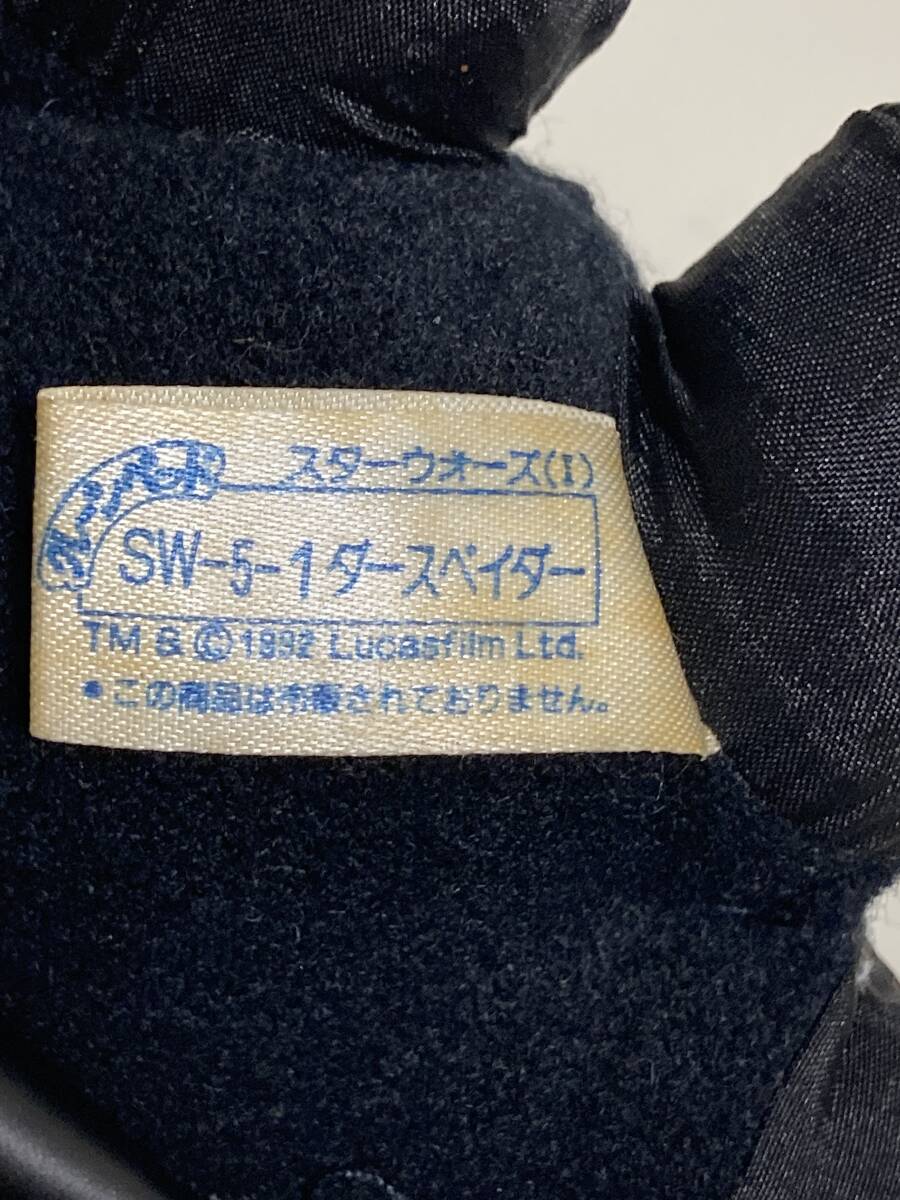 スターウォーズ(I)
SW-5-1ダースベイダー
TM & © 1992 Lucasfilm Ltd.
•この商品は市販されておりません。